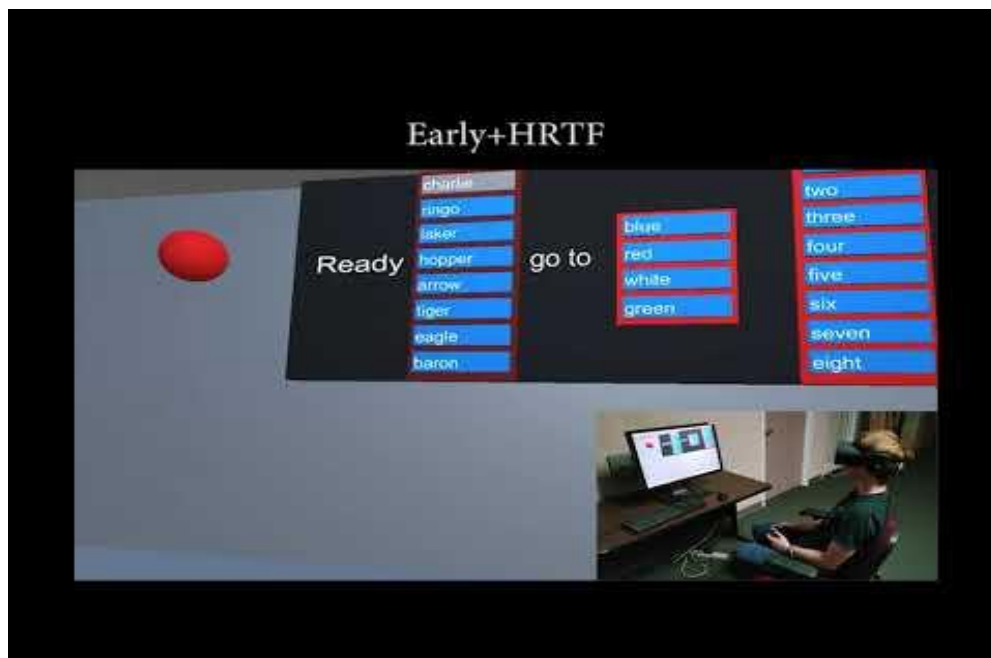 Early+HRTF
Ready
charlie
ringo
laker
hopper
arrow
tiger
eagle
baron
go to
blue
red
white
green
two
three
four
five
six
seven
eight